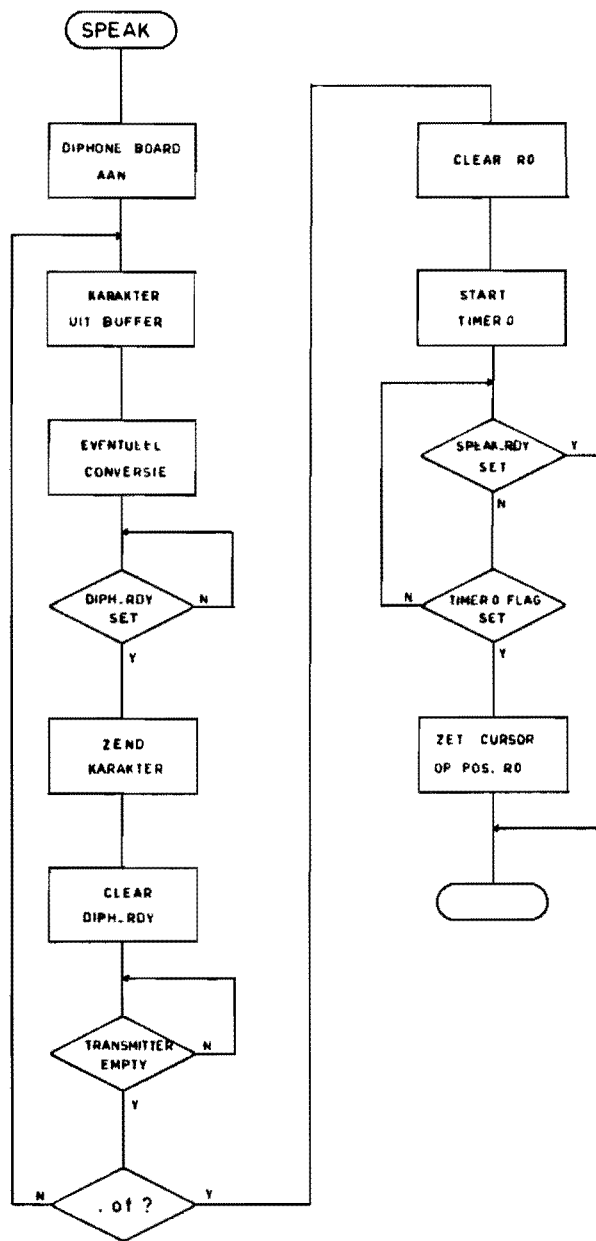 SPEAK
DIPHONE BOARD
AAN
KARAKTER
UIT BUFFER
EVENTUEEL
CONVERSIE
DIPH.RDY
SET
N
Y
ZEND
KARAKTER
CLEAR
DIPH.RDY
TRANSMITTER
EMPTY
N
Y
. of ?
N
Y
CLEAR R0
START
TIMER 0
SPEAK.RDY
SET
Y
N
TIMER 0 FLAG
SET
N
Y
ZET CURSOR
OP POS. R0